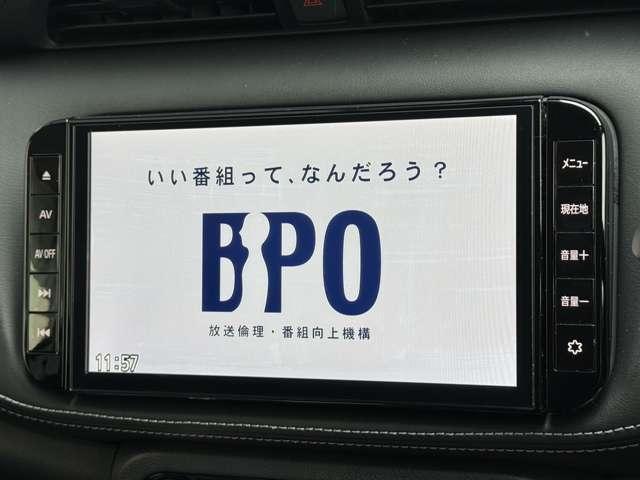 いい番組って、なんだろう？
BPO
放送倫理・番組向上機構
11:57
AV
AV OFF
メニュー
現在地
音量＋
音量－